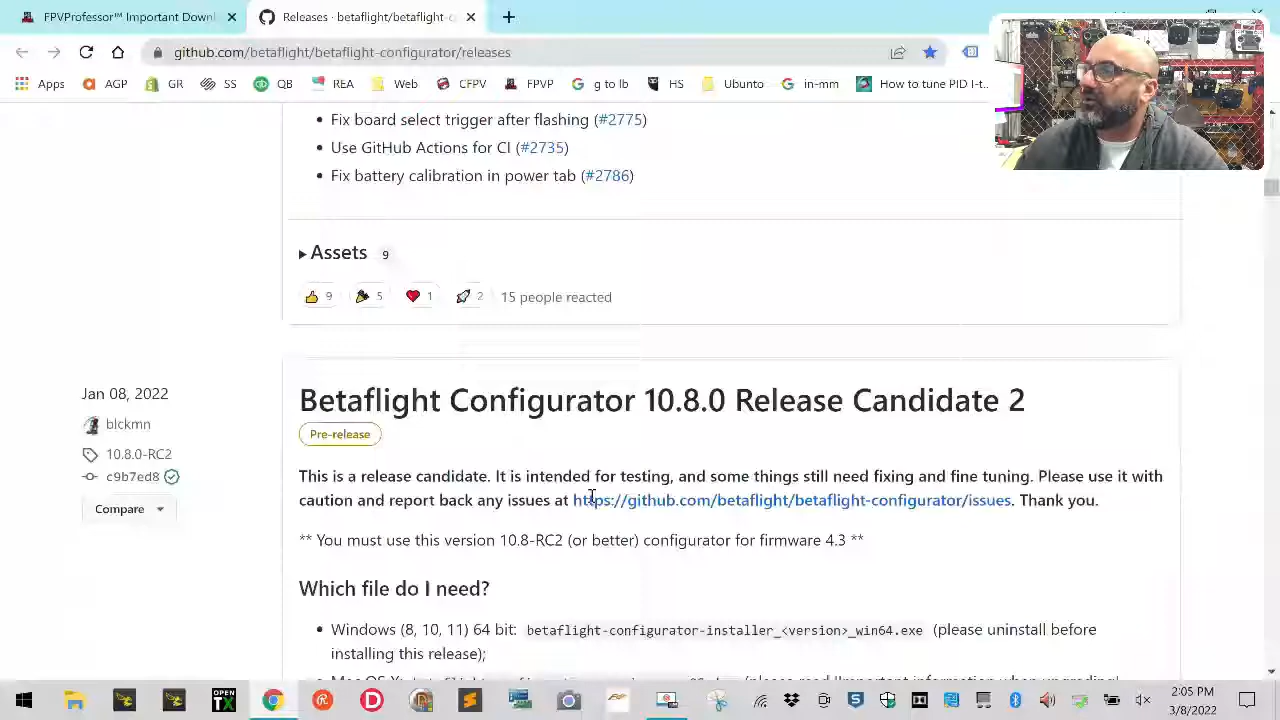 FPVProfessor™ Important Down
Releases · betaflight/betaflight-c
github.com/betaflight/betaflight-configurator/rele
Apps AGP GR SS QB REA Battery Web CFPV IFPV g to lb HS Ubunto in-mm How to tune PID I-t...
Fix board select trigger after flashing (#2775)
Use GitHub Actions for CI (#2735)
Fix battery calibration in power tab (#2786)
Assets 9
9 5 1 2 15 people reacted
Jan 08, 2022
blckmn
10.8.0-RC2
c9b7ed8
Compare
Betaflight Configurator 10.8.0 Release Candidate 2
Pre-release
This is a release candidate. It is intended for testing, and some things still need fixing and fine tuning. Please use it with
caution and report back any issues at https://github.com/betaflight/betaflight-configurator/issues. Thank you.
** You must use this version 10.8-RC2 (or better) configurator for firmware 4.3 **
Which file do I need?
Windows (8, 10, 11) 64 bit: betaflight-configurator-installer_<version>_win64.exe (please uninstall before
installing this release);
OPEN
TX
2:05 PM
3/8/2022